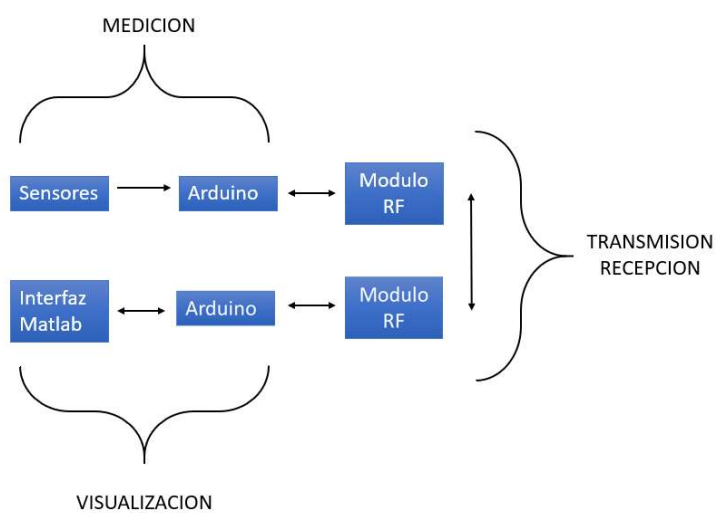 MEDICION
Sensores
Arduino
Modulo
RF
TRANSMISION
RECEPCION
Interfaz
Matlab
Arduino
Modulo
RF
VISUALIZACION